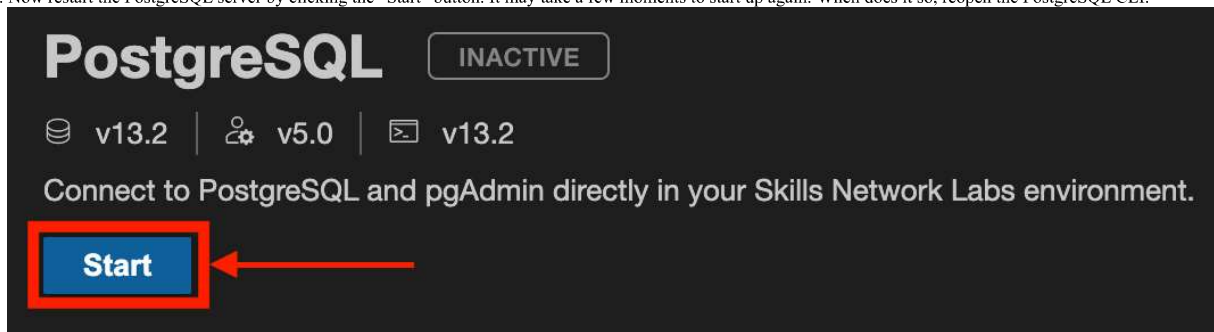 Now restart the PostgreSQL server by clicking the "Start" button. It may take a few moments to start up again. When does it so, reopen the PostgreSQL CLI.
PostgreSQL INACTIVE
v13.2 v5.0 v13.2
Connect to PostgreSQL and pgAdmin directly in your Skills Network Labs environment.
Start